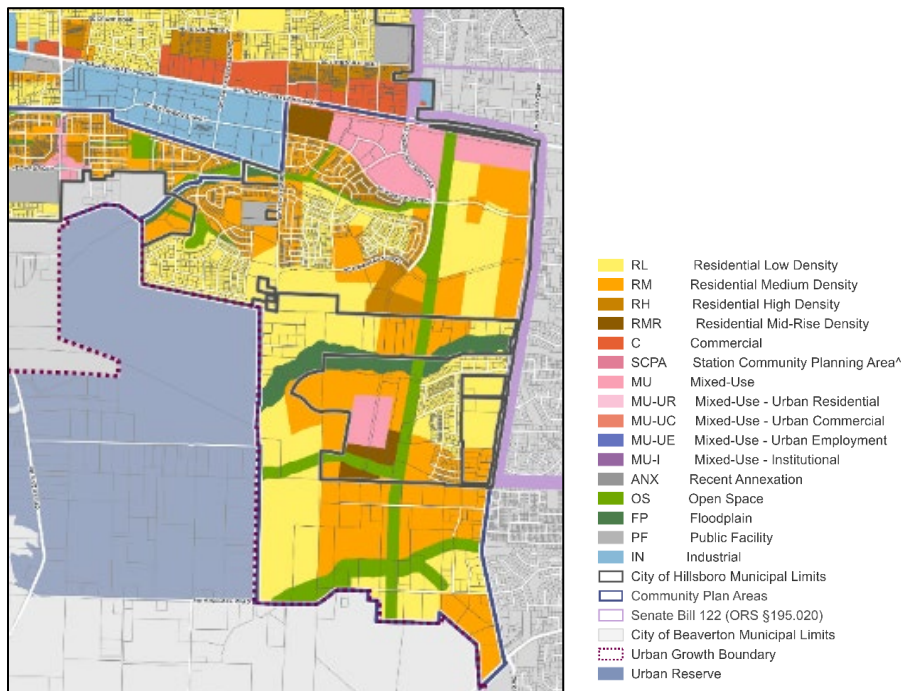 RL Residential Low Density
RM Residential Medium Density
RH Residential High Density
RMR Residential Mid-Rise Density
C Commercial
SCPA Station Community Planning Area^
MU Mixed-Use
MU-UR Mixed-Use - Urban Residential
MU-UC Mixed-Use - Urban Commercial
MU-UE Mixed-Use - Urban Employment
MU-I Mixed-Use - Institutional
ANX Recent Annexation
OS Open Space
FP Floodplain
PF Public Facility
IN Industrial
City of Hillsboro Municipal Limits
Community Plan Areas
Senate Bill 122 (ORS §195.020)
City of Beaverton Municipal Limits
Urban Growth Boundary
Urban Reserve